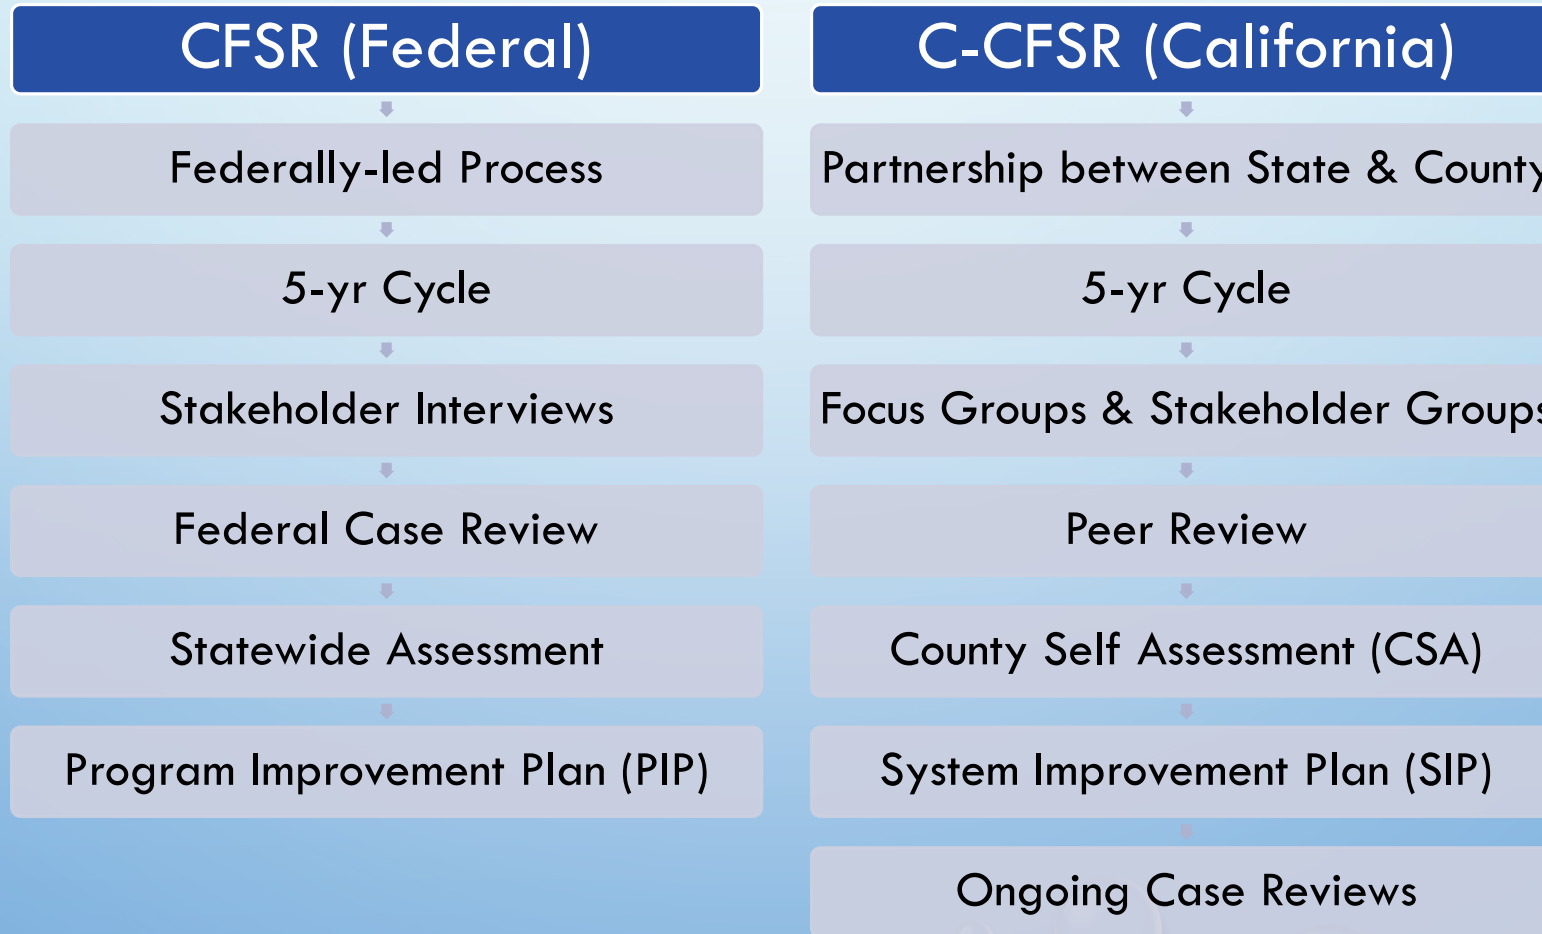 CFSR (Federal)
Federally-led Process
5-yr Cycle
Stakeholder Interviews
Federal Case Review
Statewide Assessment
Program Improvement Plan (PIP)
C-CFSR (California)
Partnership between State & County
5-yr Cycle
Focus Groups & Stakeholder Groups
Peer Review
County Self Assessment (CSA)
System Improvement Plan (SIP)
Ongoing Case Reviews